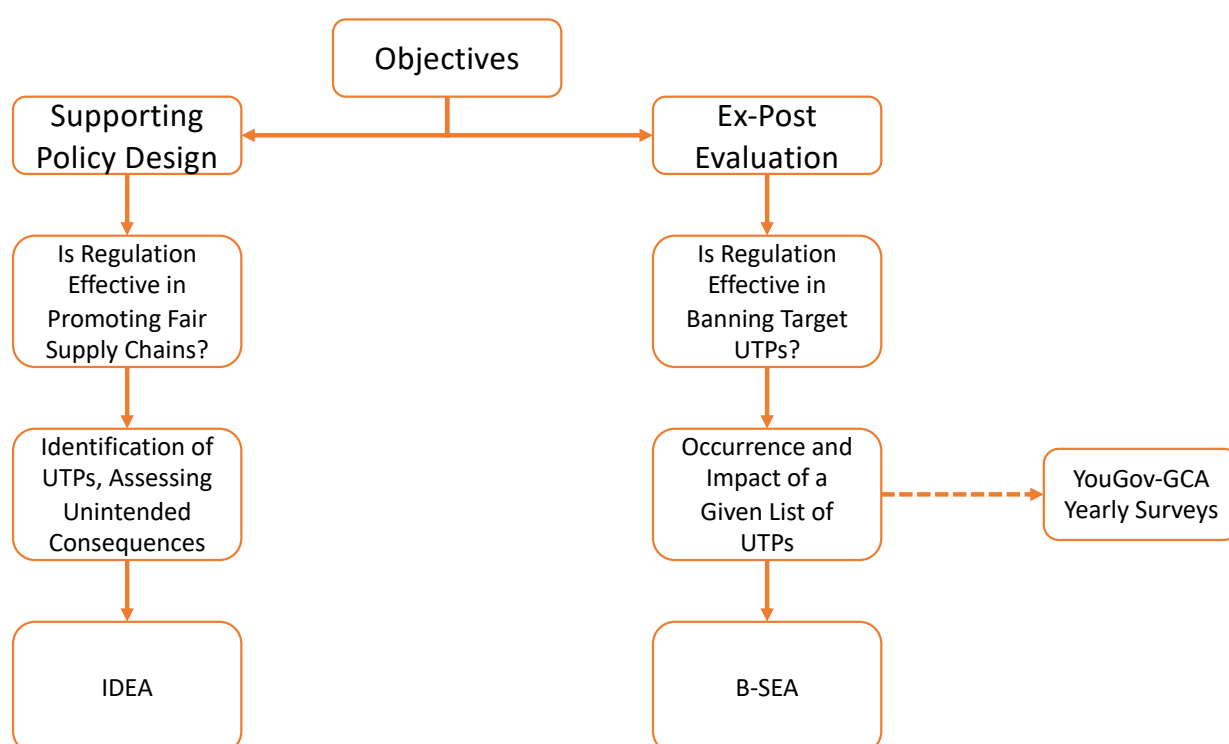 Objectives
Supporting
Policy Design
Ex-Post
Evaluation
Is Regulation
Effective in
Promoting Fair
Supply Chains?
Is Regulation
Effective in
Banning Target
UTPs?
Identification of
UTPs, Assessing
Unintended
Consequences
Occurrence and
Impact of a
Given List of
UTPs
YouGov-GCA
Yearly Surveys
IDEA
B-SEA